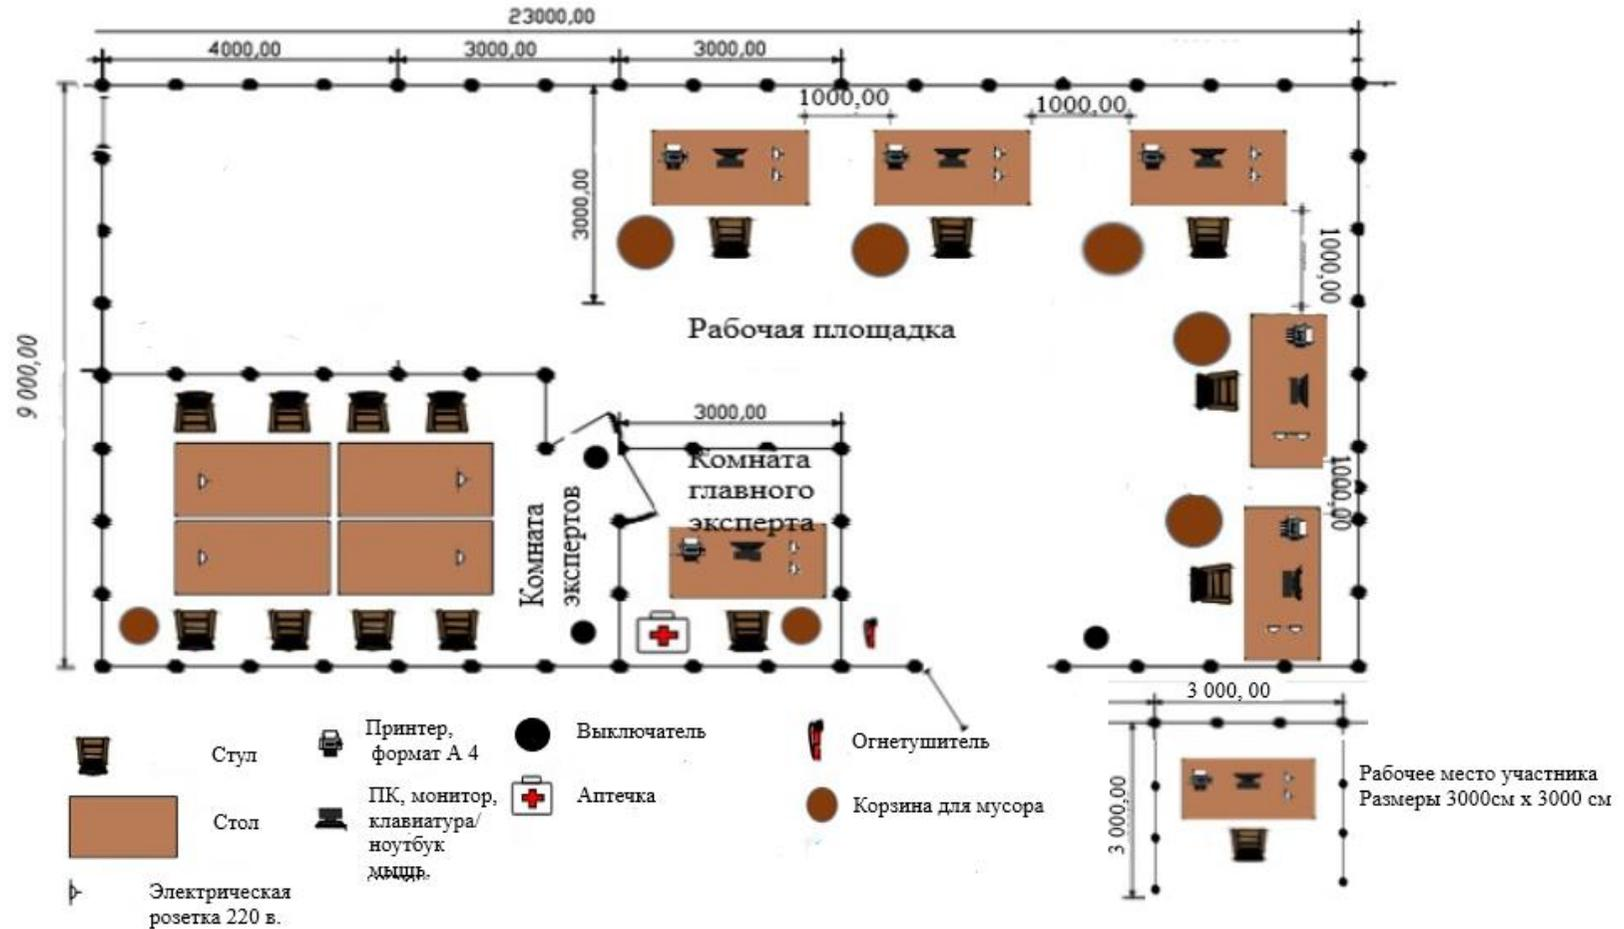 23000,00
4000,00
3000,00
3000,00
1000,00
1000,00
3000,00
1000,00
Рабочая площадка
9 000,00
3000,00
Комната
главного
эксперта
1000,00
Комната
экспертов
3 000, 00
Стул
Принтер,
формат А 4
Выключатель
Огнетушитель
Стол
ПК, монитор,
клавиатура/
ноутбук
мышь.
Аптечка
Корзина для мусора
3 000,00
Рабочее место участника
Размеры 3000см х 3000 см
Электрическая
розетка 220 в.